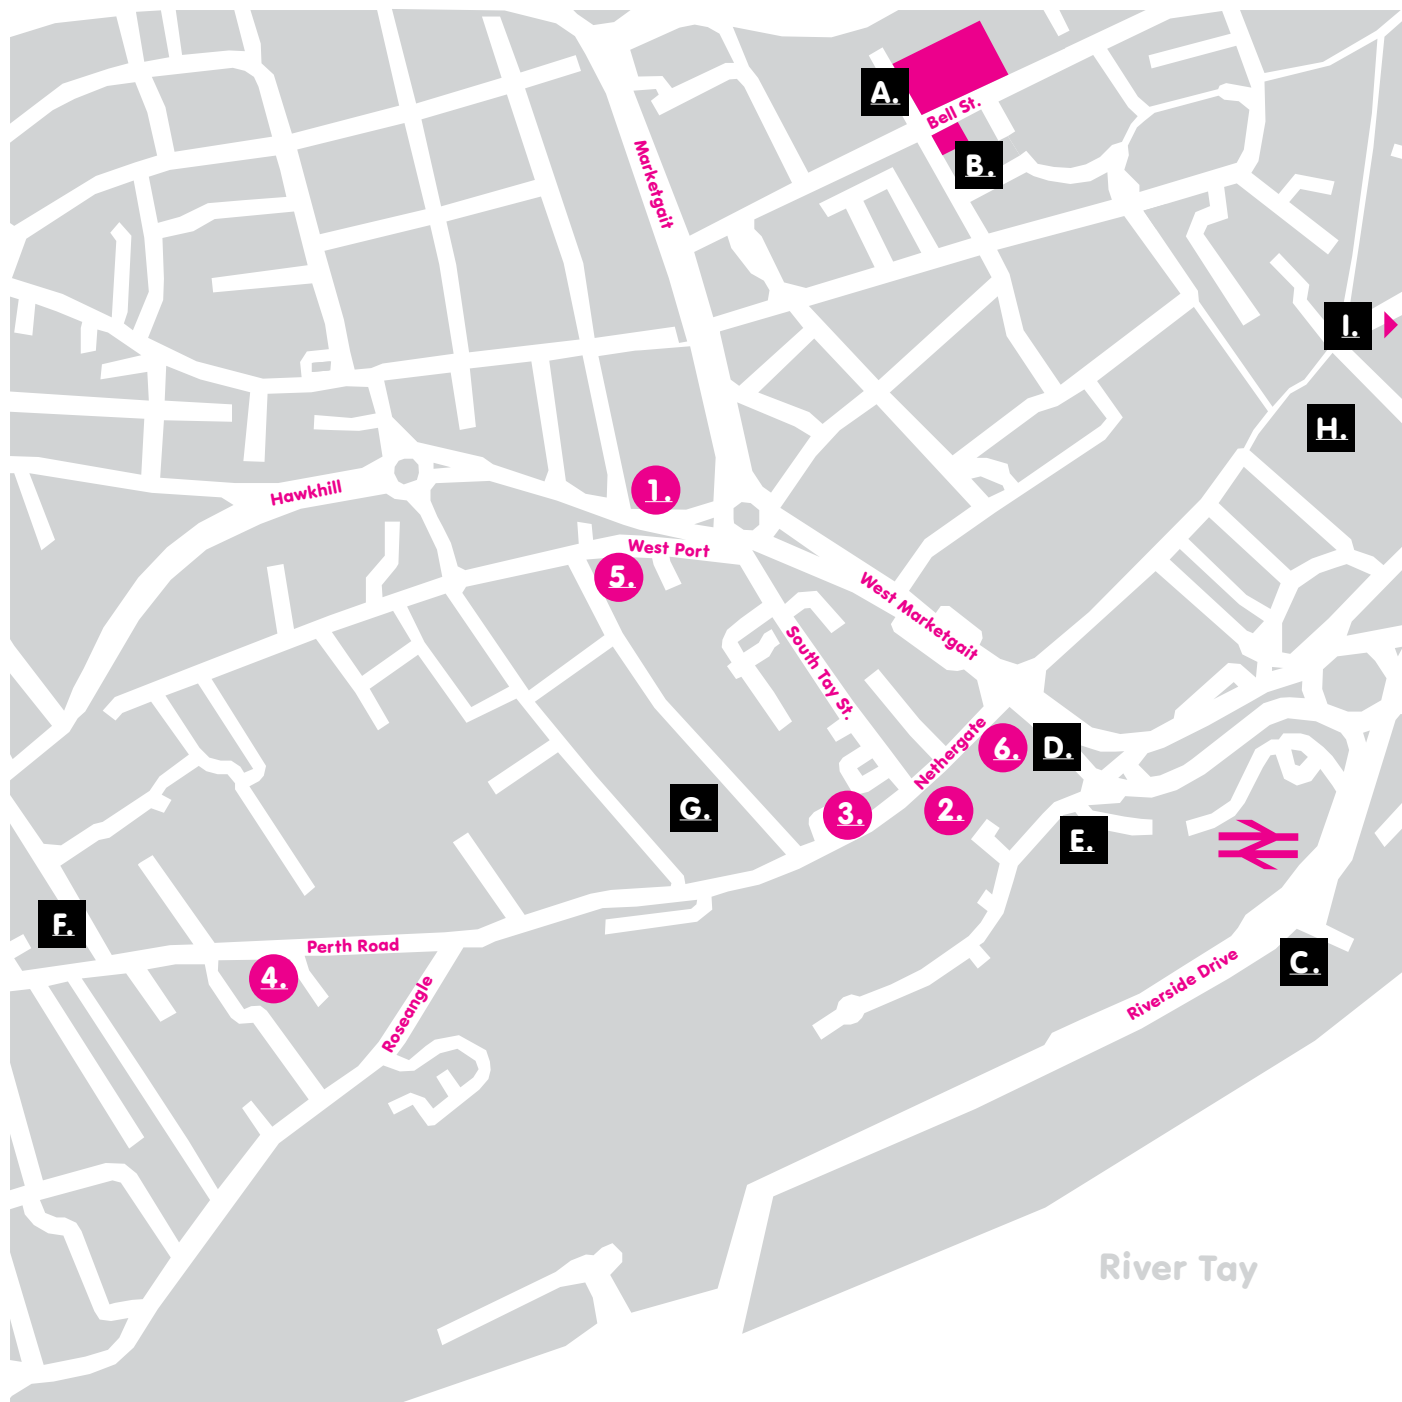 A.
Bell St.
B.
Marketgait
I.
H.
1.
Hawkhill
West Port
5.
West Marketgait
South Tay St.
Nethergate
6.
D.
G.
3.
2.
E.
F.
Perth Road
4.
C.
Riverside Drive
Roseangle
River Tay